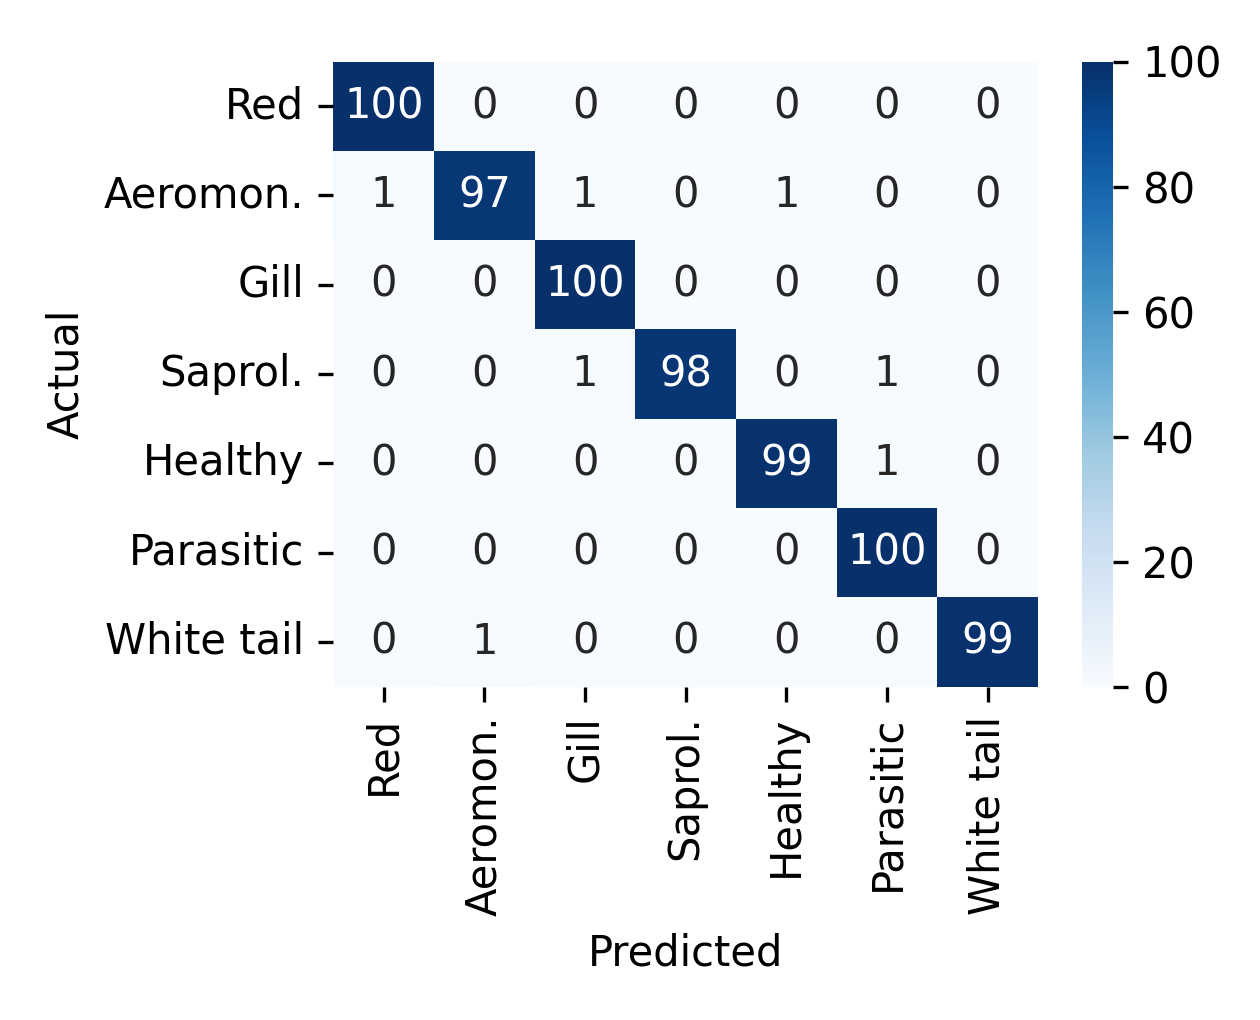 Actual
Red 100 0 0 0 0 0 0
Aeromon. 1 97 1 0 1 0 0
Gill 0 0 100 0 0 0 0
Saprol. 0 0 1 98 0 1 0
Healthy 0 0 0 0 99 1 0
Parasitic 0 0 0 0 0 100 0
White tail 0 1 0 0 0 0 99
Red Aeromon. Gill Saprol. Healthy Parasitic White tail
Predicted
100
80
60
40
20
0